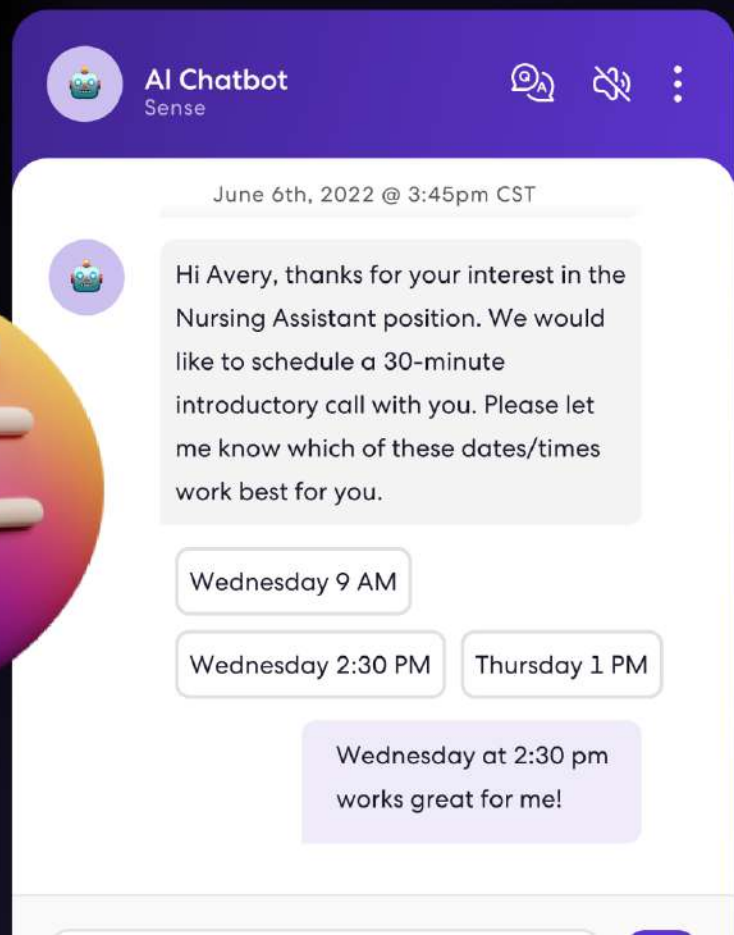 AI Chatbot
Sense
June 6th, 2022 @ 3:45pm CST
Hi Avery, thanks for your interest in the
Nursing Assistant position. We would
like to schedule a 30-minute
introductory call with you. Please let
me know which of these dates/times
work best for you.
Wednesday 9 AM
Wednesday 2:30 PM
Thursday 1 PM
Wednesday at 2:30 pm
works great for me!